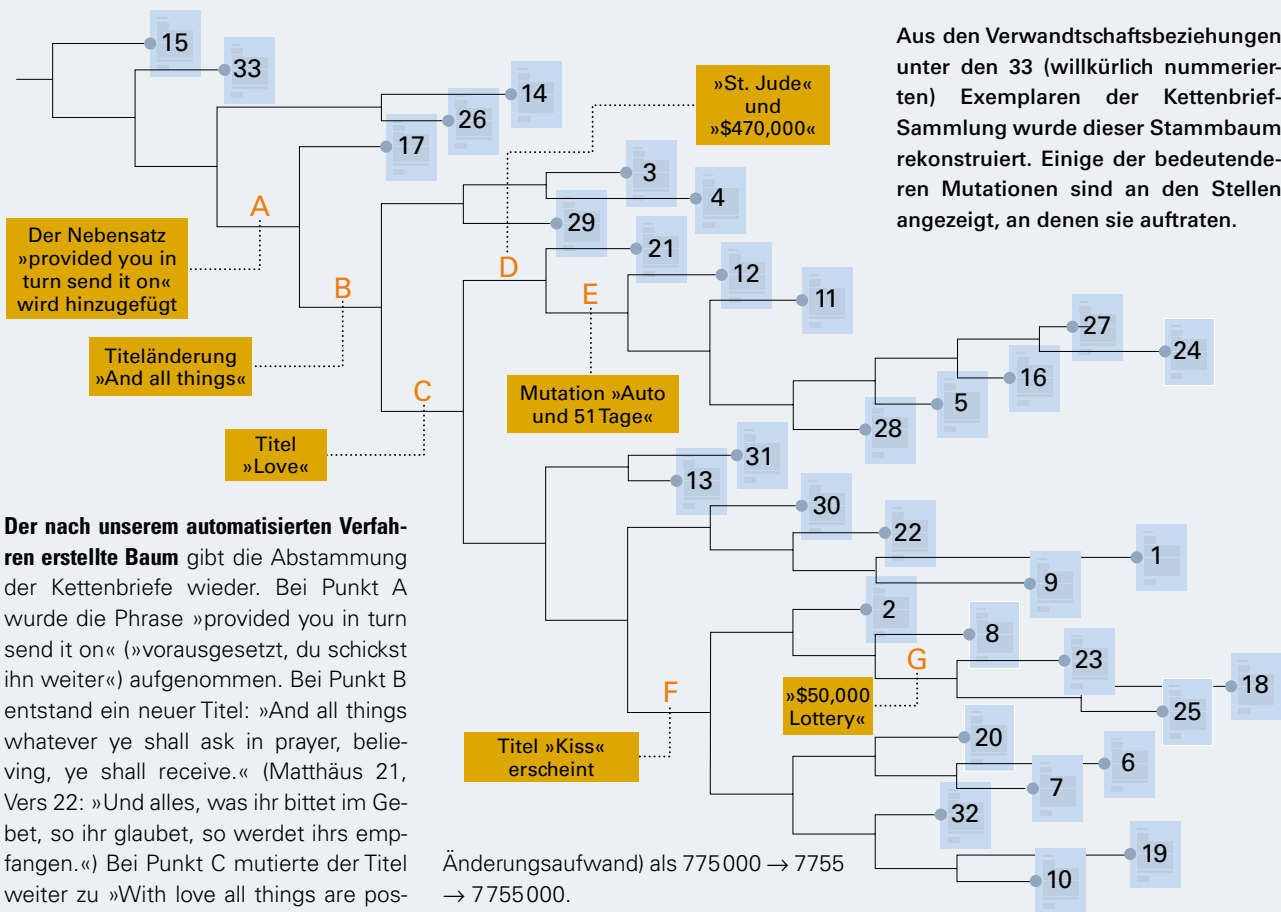 15
33
14
26
17
Aus den Verwandtschaftsbeziehungen
unter den 33 (willkürlich nummerier-
ten) Exemplaren der Kettenbrief-
Sammlung wurde dieser Stammbaum
rekonstruiert. Einige der bedeutende-
ren Mutationen sind an den Stellen
angezeigt, an denen sie auftraten.
»St. Jude«
und
»$470,000«
3
4
29
A
Der Nebensatz
»provided you in
turn send it on«
wird hinzugefügt
21
D
12
11
E
B
27
24
16
5
28
Titeländerung
»And all things«
Mutation »Auto
und 51 Tage«
C
Titel
»Love«
31
13
30
22
1
9
2
8
G
23
18
25
»$50,000
Lottery«
F
Titel »Kiss«
erscheint
20
6
7
32
19
10
Der nach unserem automatisierten Verfah-
ren erstellte Baum gibt die Abstammung
der Kettenbriefe wieder. Bei Punkt A
wurde die Phrase »provided you in turn
send it on« (»vorausgesetzt, du schickst
ihn weiter«) aufgenommen. Bei Punkt B
entstand ein neuer Titel: »And all things
whatever ye shall ask in prayer, belie-
ving, ye shall receive.« (Matthäus 21,
Vers 22: »Und alles, was ihr bittet im Ge-
bet, so ihr glaubet, so werdet ihrs emp-
fangen.«) Bei Punkt C mutierte der Titel
weiter zu »With love all things are pos-
Änderungsaufwand) als 775000 → 7755
→ 7755000.